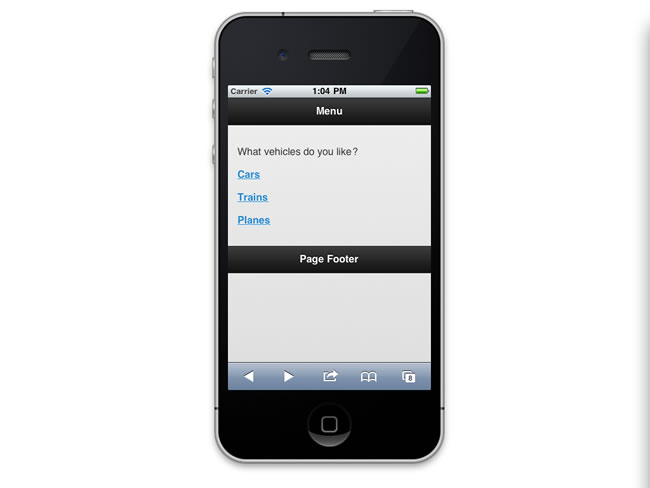 Carrier 1:04 PM
Menu
What vehicles do you like?
Cars
Trains
Planes
Page Footer
8